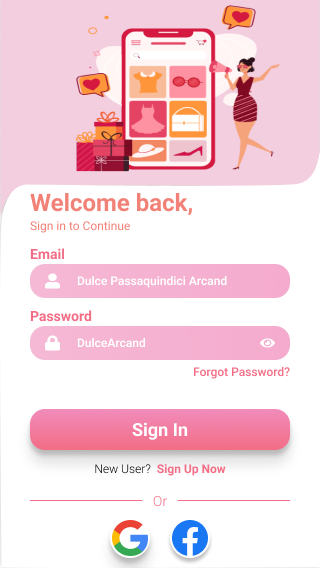 Welcome back,
Sign in to Continue
Email
Dulce Passaquindici Arcand
Password
DulceArcand
Forgot Password?
Sign In
New User? Sign Up Now
Or